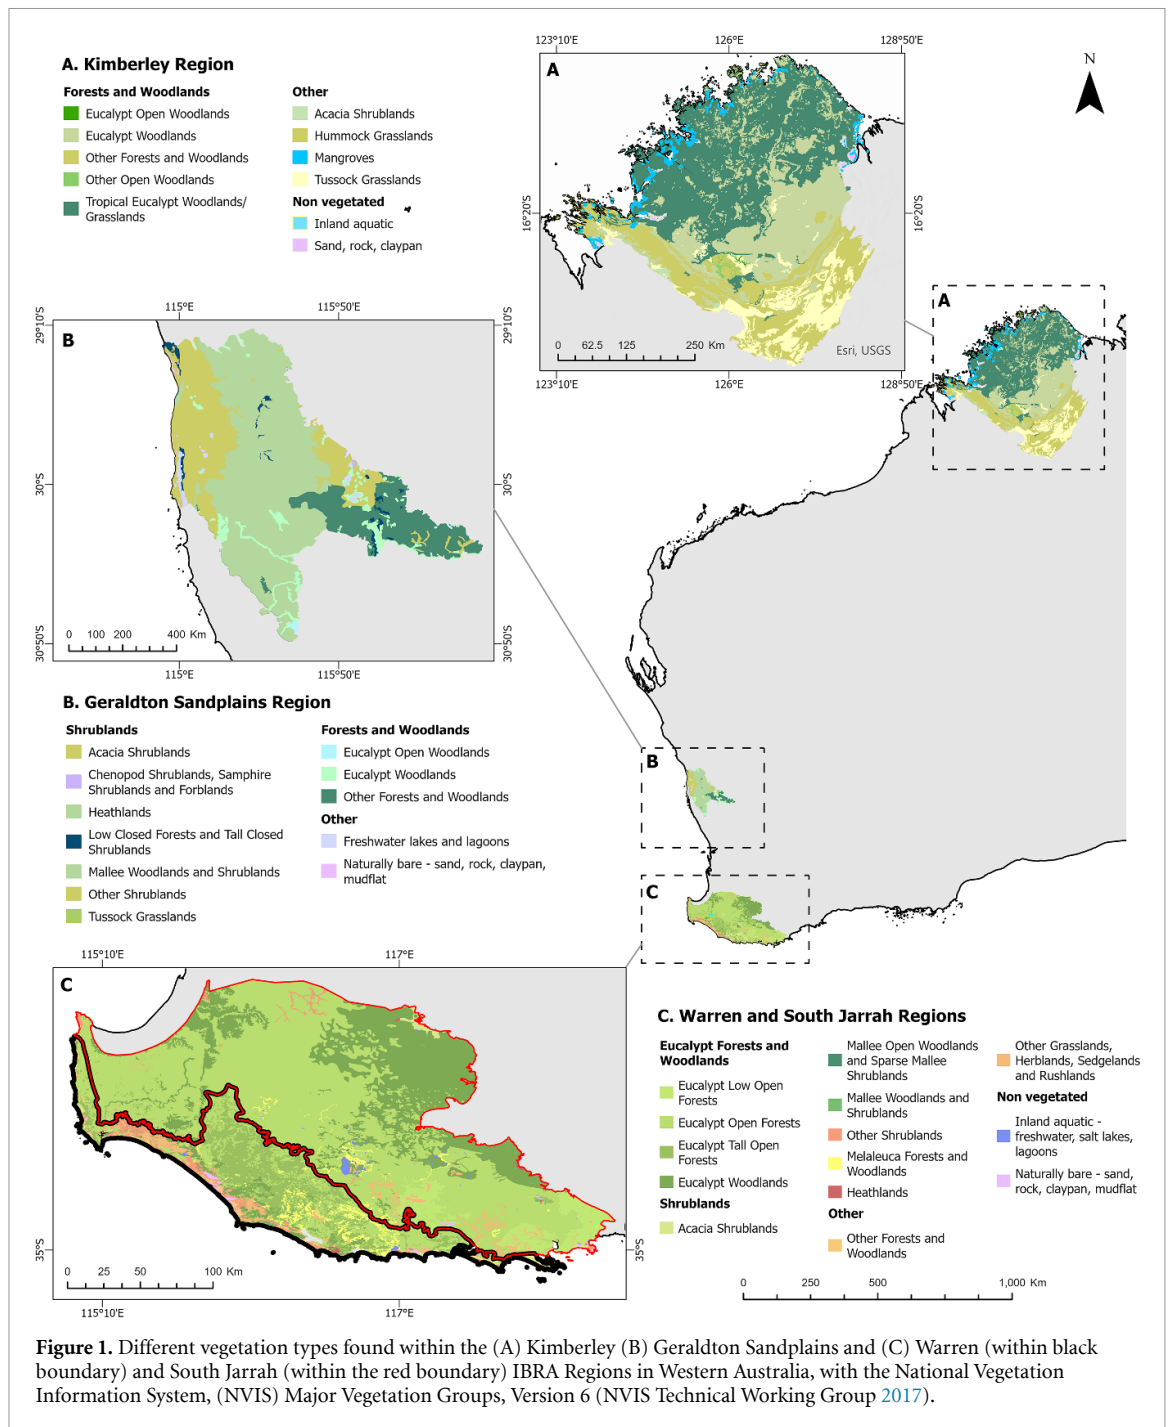 A. Kimberley Region
Forests and Woodlands
Eucalypt Open Woodlands
Eucalypt Woodlands
Other Forests and Woodlands
Other Open Woodlands
Tropical Eucalypt Woodlands/
Grasslands
Other
Acacia Shrublands
Hummock Grasslands
Mangroves
Tussock Grasslands
Non vegetated
Inland aquatic
Sand, rock, claypan
123°10'E
126°E
128°50'E
A
16°20'S
16°20'S
0 62.5 125 250 Km
Esri, USGS
123°10'E
126°E
128°50'E
N
A
B
C
115°E
115°50'E
29°10'S
29°10'S
B
30°S
30°S
0 100 200 400 Km
30°50'S
30°50'S
115°E
115°50'E
B. Geraldton Sandplains Region
Shrublands
Acacia Shrublands
Chenopod Shrublands, Samphire
Shrublands and Forblands
Heathlands
Low Closed Forests and Tall Closed
Shrublands
Mallee Woodlands and Shrublands
Other Shrublands
Tussock Grasslands
Forests and Woodlands
Eucalypt Open Woodlands
Eucalypt Woodlands
Other Forests and Woodlands
Other
Freshwater lakes and lagoons
Naturally bare - sand, rock, claypan,
mudflat
115°10'E
117°E
C
35°S
35°S
0 25 50 100 Km
115°10'E
117°E
C. Warren and South Jarrah Regions
Eucalypt Forests and
Woodlands
Eucalypt Low Open
Forests
Eucalypt Open Forests
Eucalypt Tall Open
Forests
Eucalypt Woodlands
Shrublands
Acacia Shrublands
Mallee Open Woodlands
and Sparse Mallee
Shrublands
Mallee Woodlands and
Shrublands
Other Shrublands
Melaleuca Forests and
Woodlands
Heathlands
Other
Other Forests and
Woodlands
Other Grasslands,
Herblands, Sedgelands
and Rushlands
Non vegetated
Inland aquatic -
freshwater, salt lakes,
lagoons
Naturally bare - sand,
rock, claypan, mudflat
0 250 500 1,000 Km
Figure 1. Different vegetation types found within the (A) Kimberley (B) Geraldton Sandplains and (C) Warren (within black
boundary) and South Jarrah (within the red boundary) IBRA Regions in Western Australia, with the National Vegetation
Information System, (NVIS) Major Vegetation Groups, Version 6 (NVIS Technical Working Group 2017).